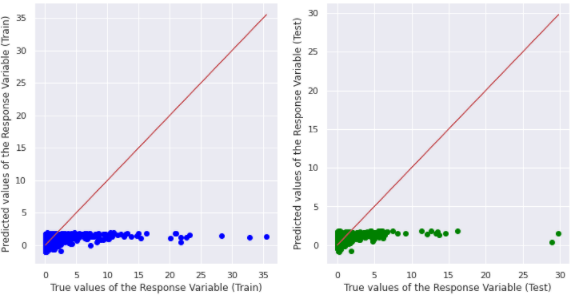 Predicted values of the Response Variable (Train)
35
30
25
20
15
10
5
0
0 5 10 15 20 25 30 35
True values of the Response Variable (Train)
Predicted values of the Response Variable (Test)
30
25
20
15
10
5
0
0 5 10 15 20 25 30
True values of the Response Variable (Test)